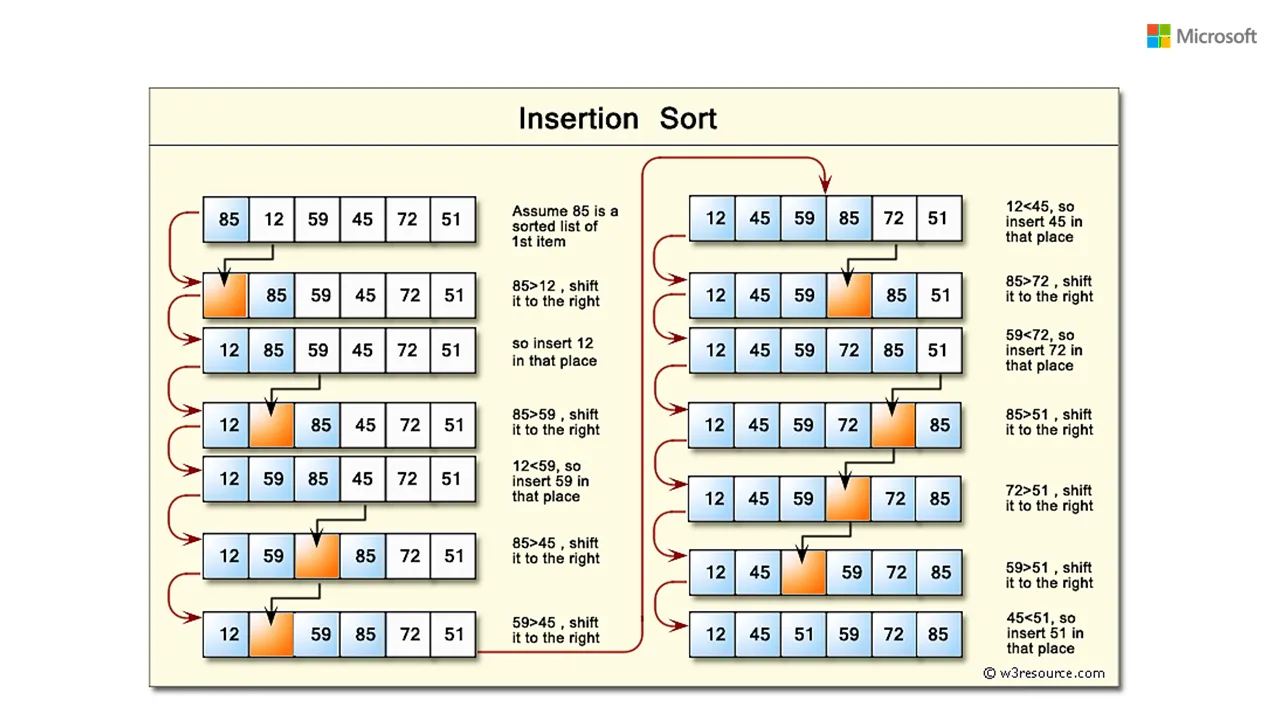 Microsoft
Insertion Sort
85 12 59 45 72 51
Assume 85 is a
sorted list of
1st item
85 59 45 72 51
85>12 , shift
it to the right
12 85 59 45 72 51
so insert 12
in that place
12 85 45 72 51
85>59 , shift
it to the right
12 59 85 45 72 51
12<59, so
insert 59 in
that place
12 59 85 72 51
85>45 , shift
it to the right
12 59 85 72 51
59>45 , shift
it to the right
12 45 59 85 72 51
12<45, so
insert 45 in
that place
12 45 59 85 51
85>72 , shift
it to the right
12 45 59 72 85 51
59<72, so
insert 72 in
that place
12 45 59 72 85
85>51 , shift
it to the right
12 45 59 72 85
72>51 , shift
it to the right
12 45 59 72 85
59>51 , shift
it to the right
12 45 51 59 72 85
45<51, so
insert 51 in
that place
© w3resource.com